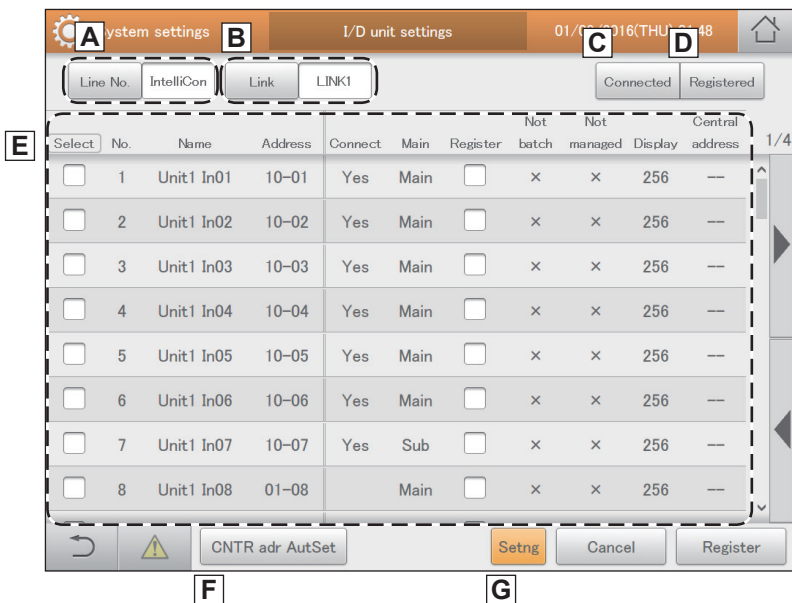 A B C D
System settings I/D unit settings 01/ /2016(THU) 48
Line No. IntelliCon Link LINK1 Connected Registered
E
Not Not Central
Select No. Name Address Connect Main Register batch managed Display address 1/4
1 Unit1 In01 10-01 Yes Main × × 256 --
2 Unit1 In02 10-02 Yes Main × × 256 --
3 Unit1 In03 10-03 Yes Main × × 256 --
4 Unit1 In04 10-04 Yes Main × × 256 --
5 Unit1 In05 10-05 Yes Main × × 256 --
6 Unit1 In06 10-06 Yes Main × × 256 --
7 Unit1 In07 10-07 Yes Sub × × 256 --
8 Unit1 In08 01-08 Main × × 256 --
CNTR adr AutSet Setng Cancel Register
F G